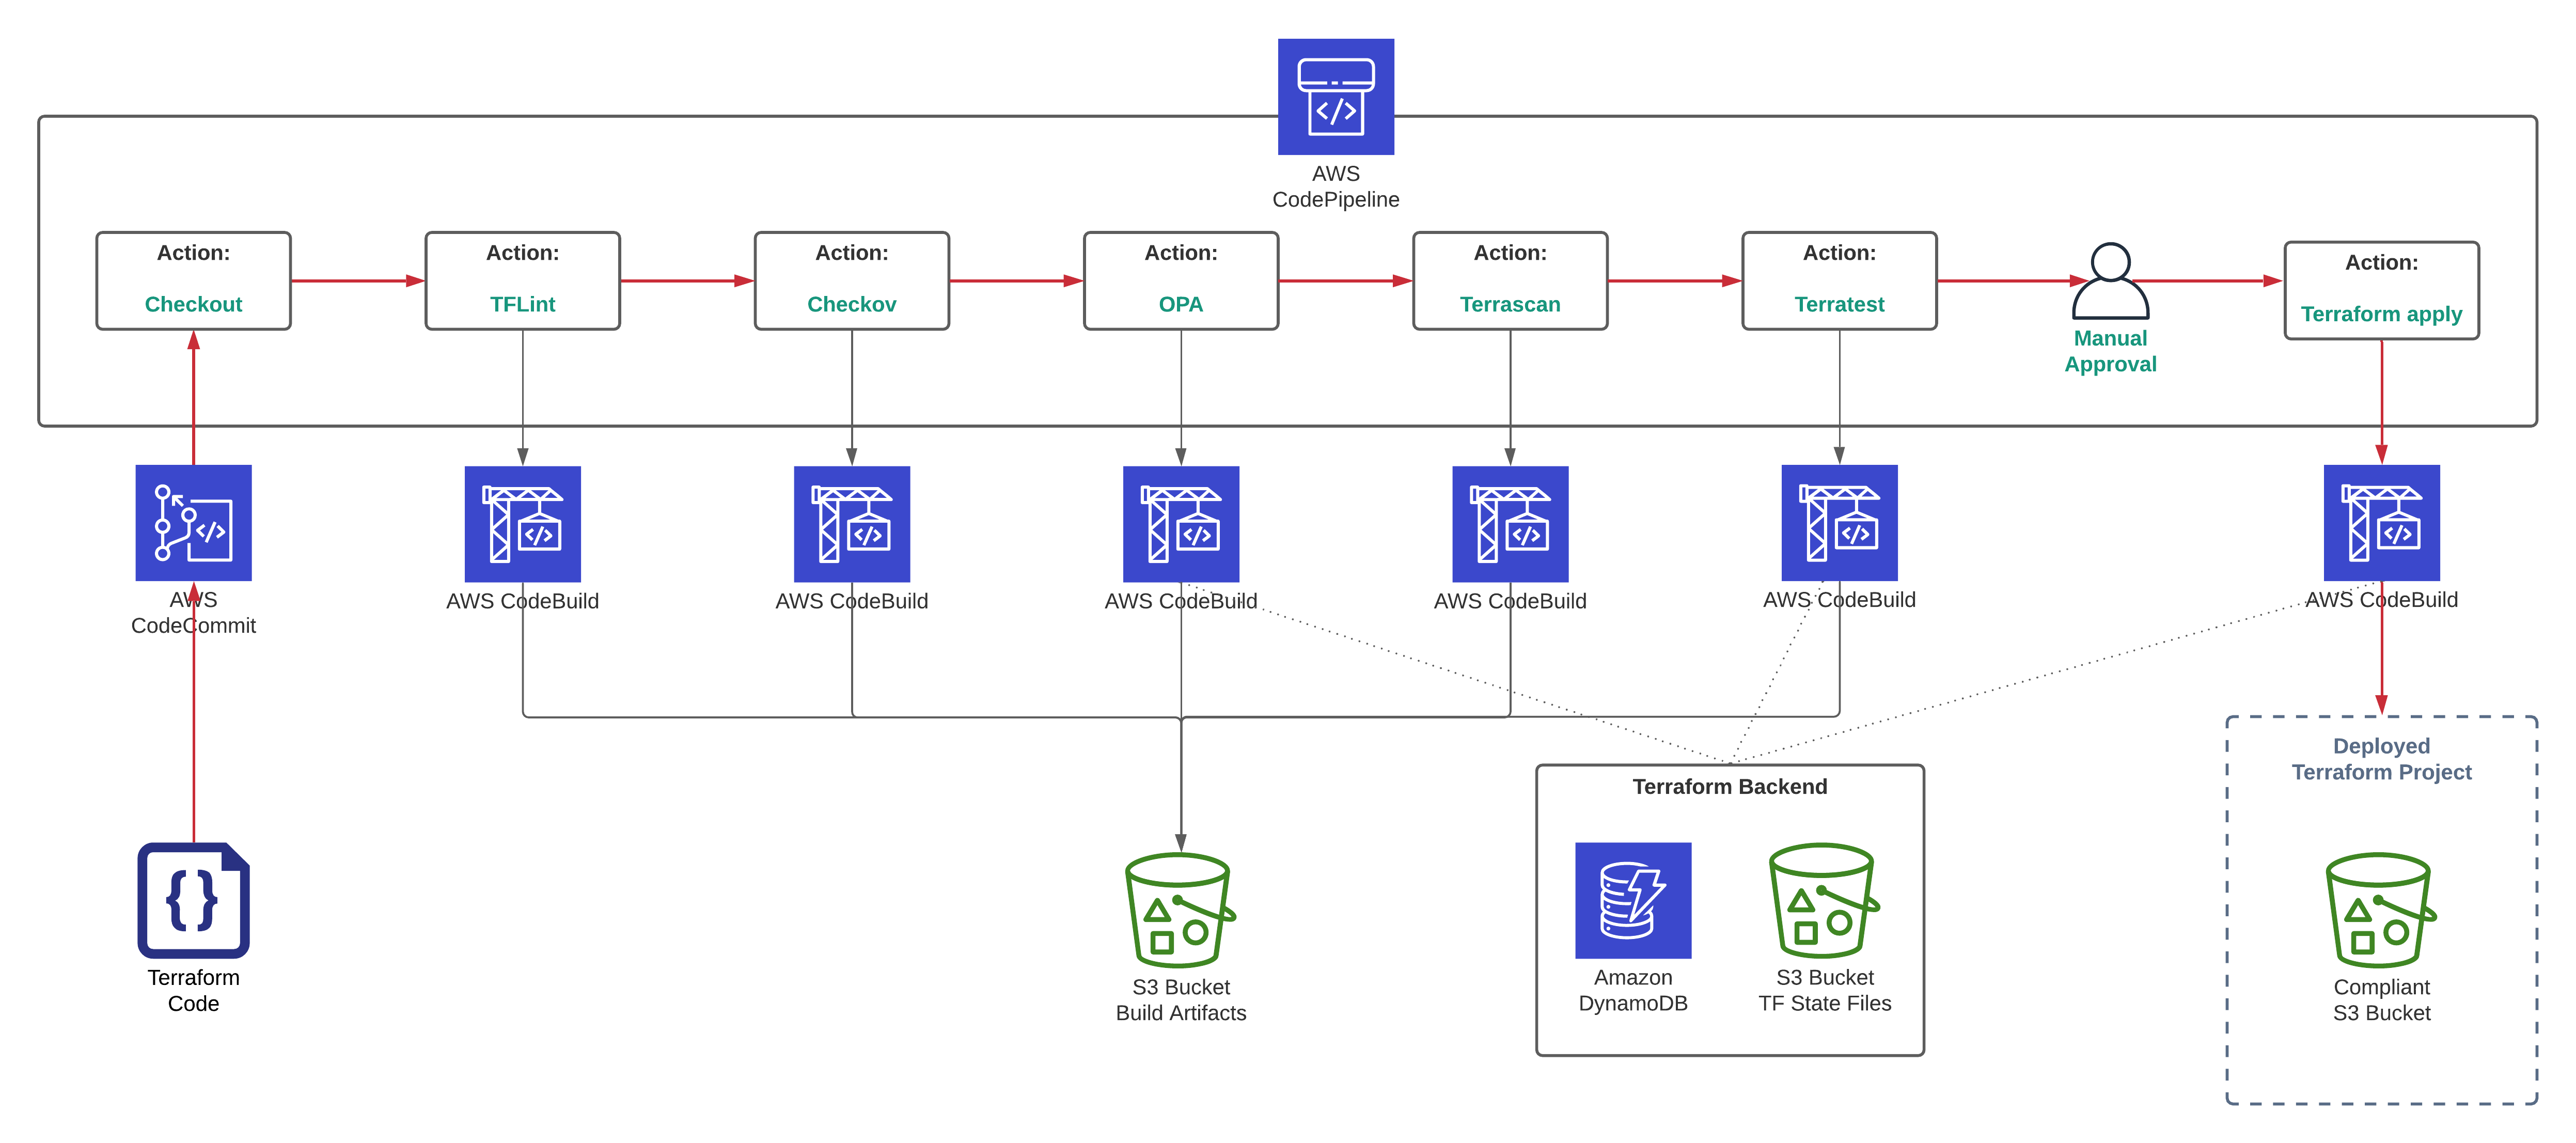 AWS
CodePipeline
Action:
Checkout
Action:
TFLint
Action:
Checkov
Action:
OPA
Action:
Terrascan
Action:
Terratest
Manual
Approval
Action:
Terraform apply
AWS
CodeCommit
AWS CodeBuild
AWS CodeBuild
AWS CodeBuild
AWS CodeBuild
AWS CodeBuild
AWS CodeBuild
Terraform
Code
S3 Bucket
Build Artifacts
Terraform Backend
Amazon
DynamoDB
S3 Bucket
TF State Files
Deployed
Terraform Project
Compliant
S3 Bucket